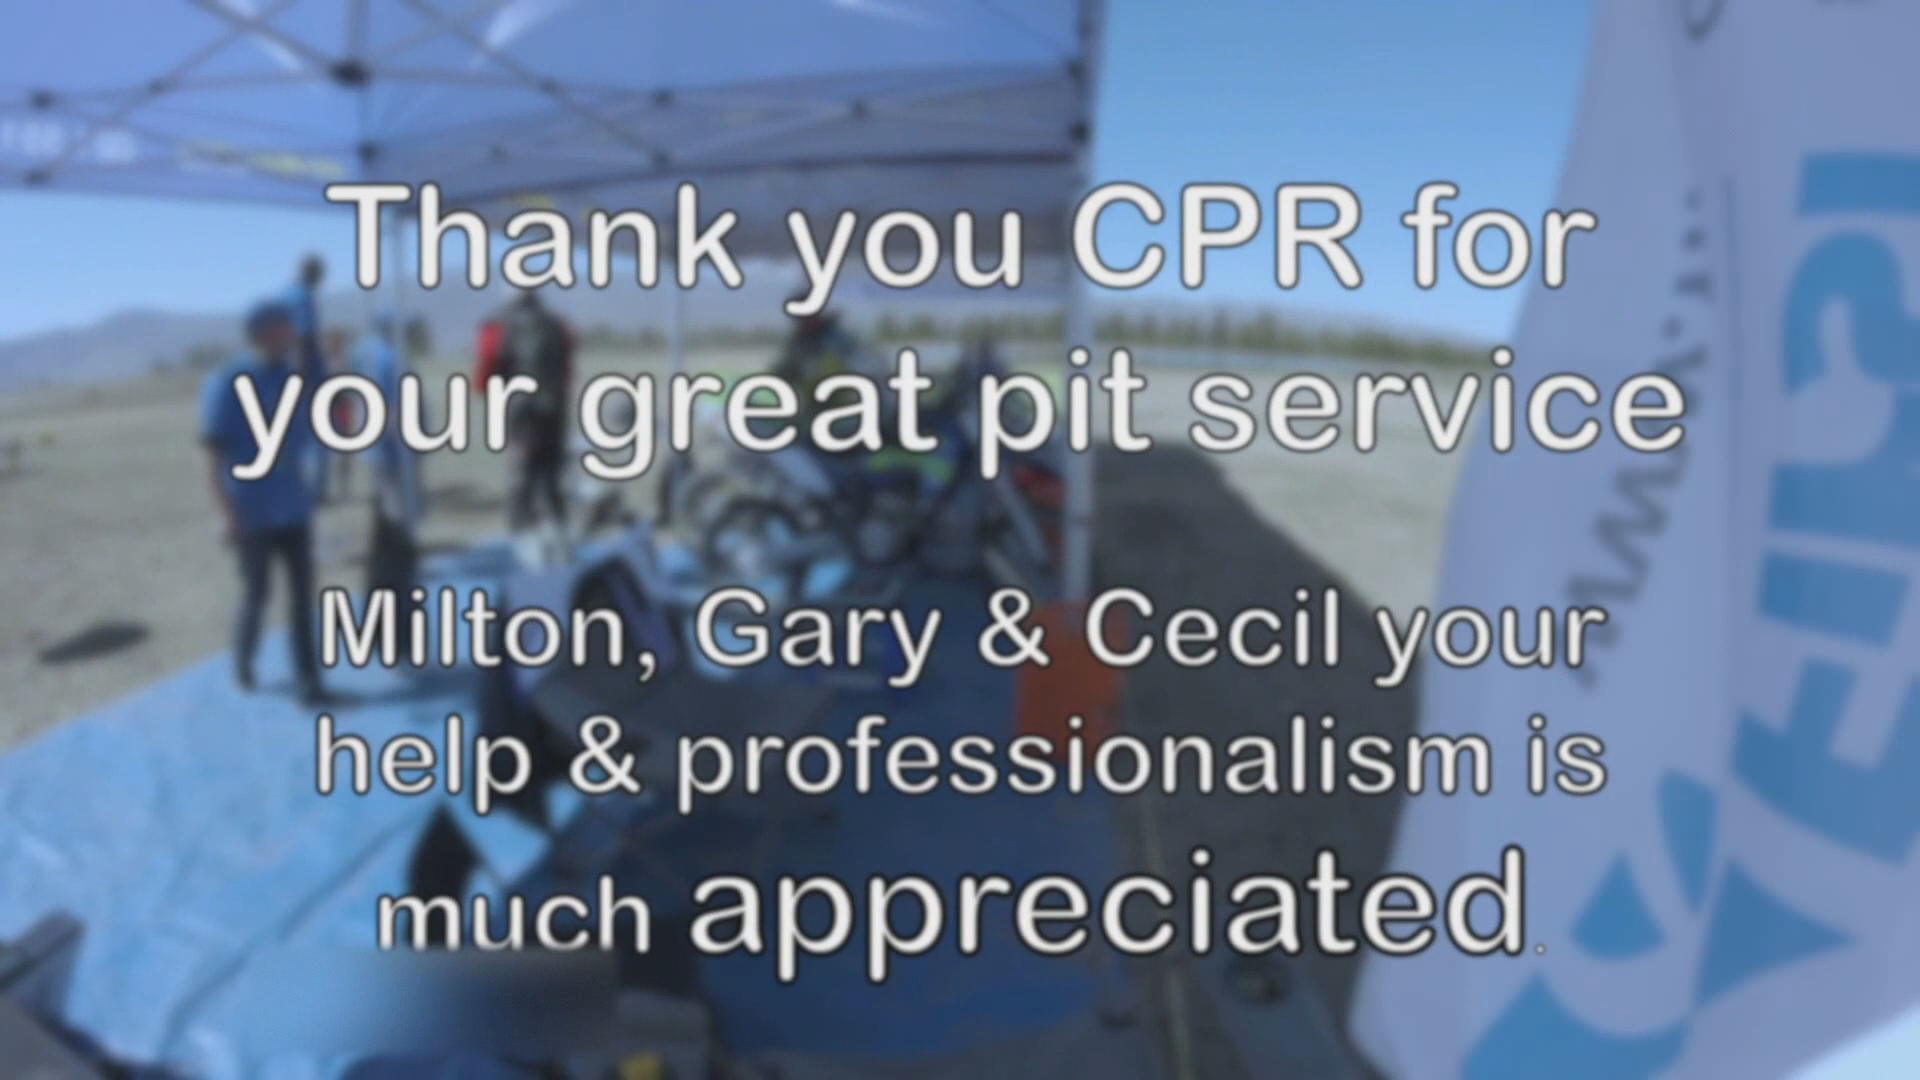 Thank you CPR for
your great pit service
Milton, Gary & Cecil your
help & professionalism is
much appreciated.